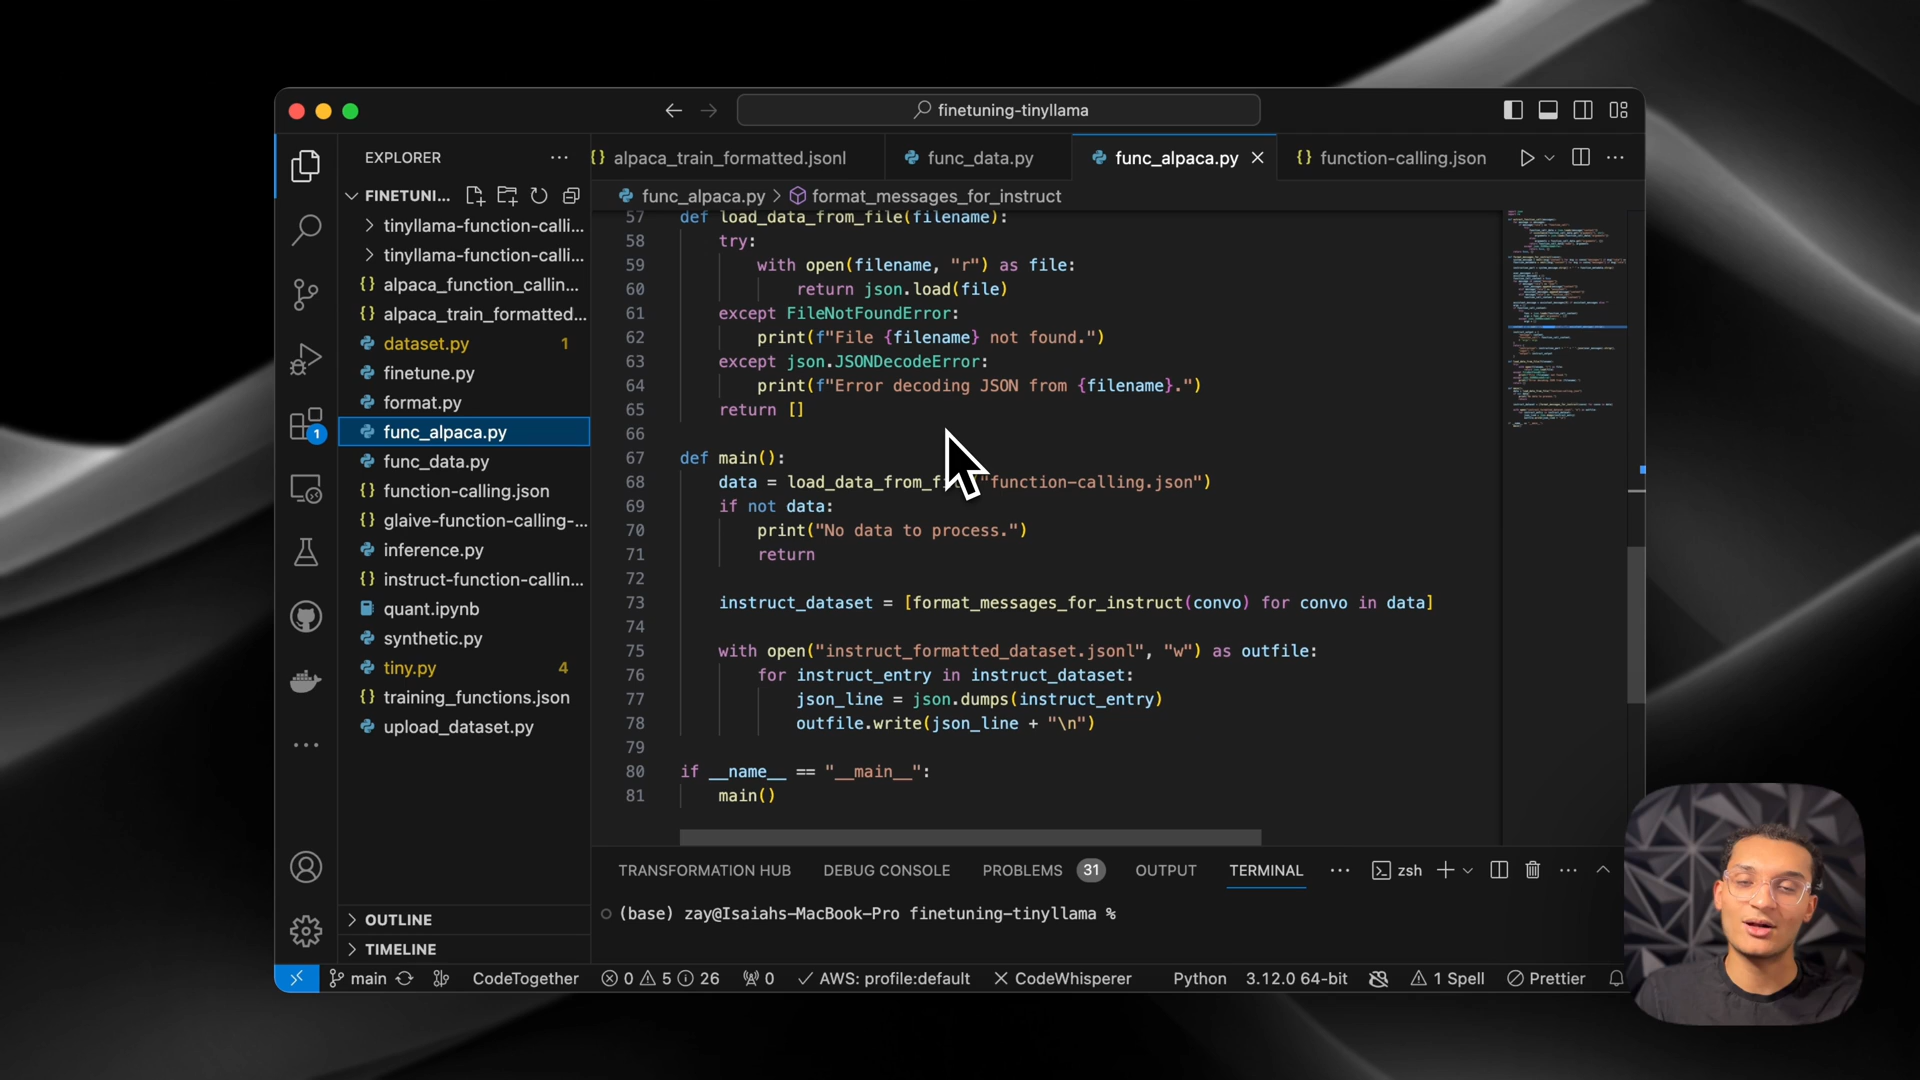 finetuning-tinyllama
EXPLORER
alpaca_train_formatted.jsonl
func_data.py
func_alpaca.py
function-calling.json
FINETUNI...
func_alpaca.py > format_messages_for_instruct
tinyllama-function-calli...
tinyllama-function-calli...
alpaca_function_callin...
alpaca_train_formatted...
dataset.py 1
finetune.py
format.py
func_alpaca.py
func_data.py
function-calling.json
glaive-function-calling-...
inference.py
instruct-function-callin...
quant.ipynb
synthetic.py
tiny.py 4
training_functions.json
upload_dataset.py
OUTLINE
TIMELINE
1
57 def load_data_from_file(filename):
58 try:
59 with open(filename, "r") as file:
60 return json.load(file)
61 except FileNotFoundError:
62 print(f"File {filename} not found.")
63 except json.JSONDecodeError:
64 print(f"Error decoding JSON from {filename}.")
65 return []
66
67 def main():
68 data = load_data_from_fi "function-calling.json")
69 if not data:
70 print("No data to process.")
71 return
72
73 instruct_dataset = [format_messages_for_instruct(convo) for convo in data]
74
75 with open("instruct_formatted_dataset.jsonl", "w") as outfile:
76 for instruct_entry in instruct_dataset:
77 json_line = json.dumps(instruct_entry)
78 outfile.write(json_line + "\n")
79
80 if __name__ == "__main__":
81 main()
TRANSFORMATION HUB DEBUG CONSOLE PROBLEMS 31 OUTPUT TERMINAL zsh
(base) zay@Isaiahs-MacBook-Pro finetuning-tinyllama %
main CodeTogether 0 5 26 0 AWS: profile:default CodeWhisperer Python 3.12.0 64-bit 1 Spell Prettier